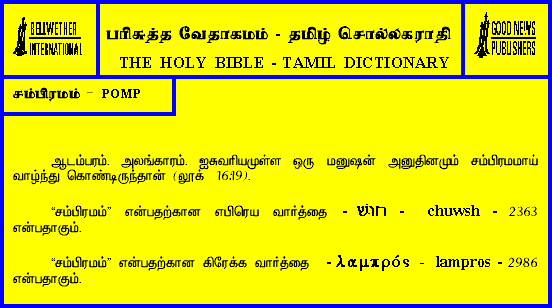 BELLWETHER
INTERNATIONAL
பரிசுத்த வேதாகமம் - தமிழ் சொல்லகராதி
THE HOLY BIBLE - TAMIL DICTIONARY
GOOD NEWS
PUBLISHERS
சம்பிரமம் – POMP
ஆடம்பரம். அலங்காரம். ஐசுவரியமுள்ள ஒரு மனுஷன் அனுதினமும் சம்பிரமமாய்
வாழ்ந்து கொண்டிருந்தான் (லூக் 16:19).
“சம்பிரமம்” என்பதற்கான எபிரெய வார்த்தை - חוּשׁ - chuwsh - 2363
என்பதாகும்.
“சம்பிரமம்” என்பதற்கான கிரேக்க வார்த்தை - λαμπρός - lampros - 2986
என்பதாகும்.